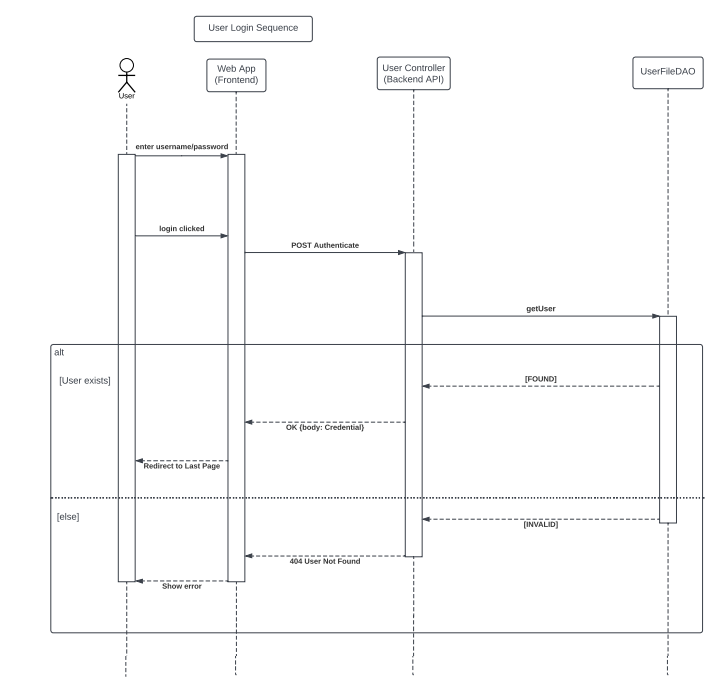 User Login Sequence
User
Web App
(Frontend)
User Controller
(Backend API)
UserFileDAO
enter username/password
login clicked
POST Authenticate
getUser
alt
[User exists]
[FOUND]
OK {body: Credential}
Redirect to Last Page
[else]
[INVALID]
404 User Not Found
Show error